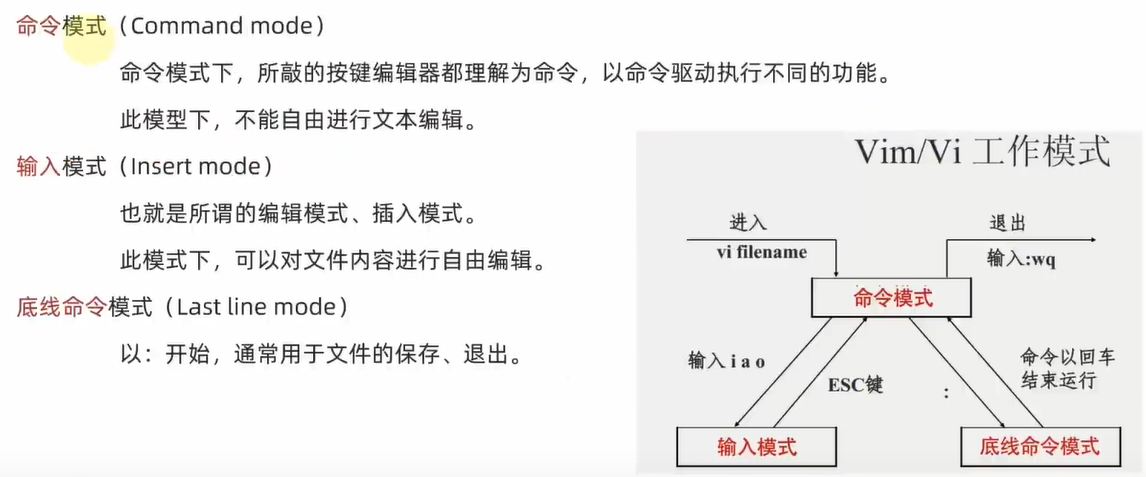 命令模式（Command mode）
命令模式下，所敲的按键编辑器都理解为命令，以命令驱动执行不同的功能。
此模型下，不能自由进行文本编辑。
输入模式（Insert mode）
也就是所谓的编辑模式、插入模式。
此模式下，可以对文件内容进行自由编辑。
底线命令模式（Last line mode）
以：开始，通常用于文件的保存、退出。
Vim/Vi 工作模式
进入
vi filename
退出
输入:wq
命令模式
输入 i a o
ESC键
:
命令以回车
结束运行
输入模式
底线命令模式